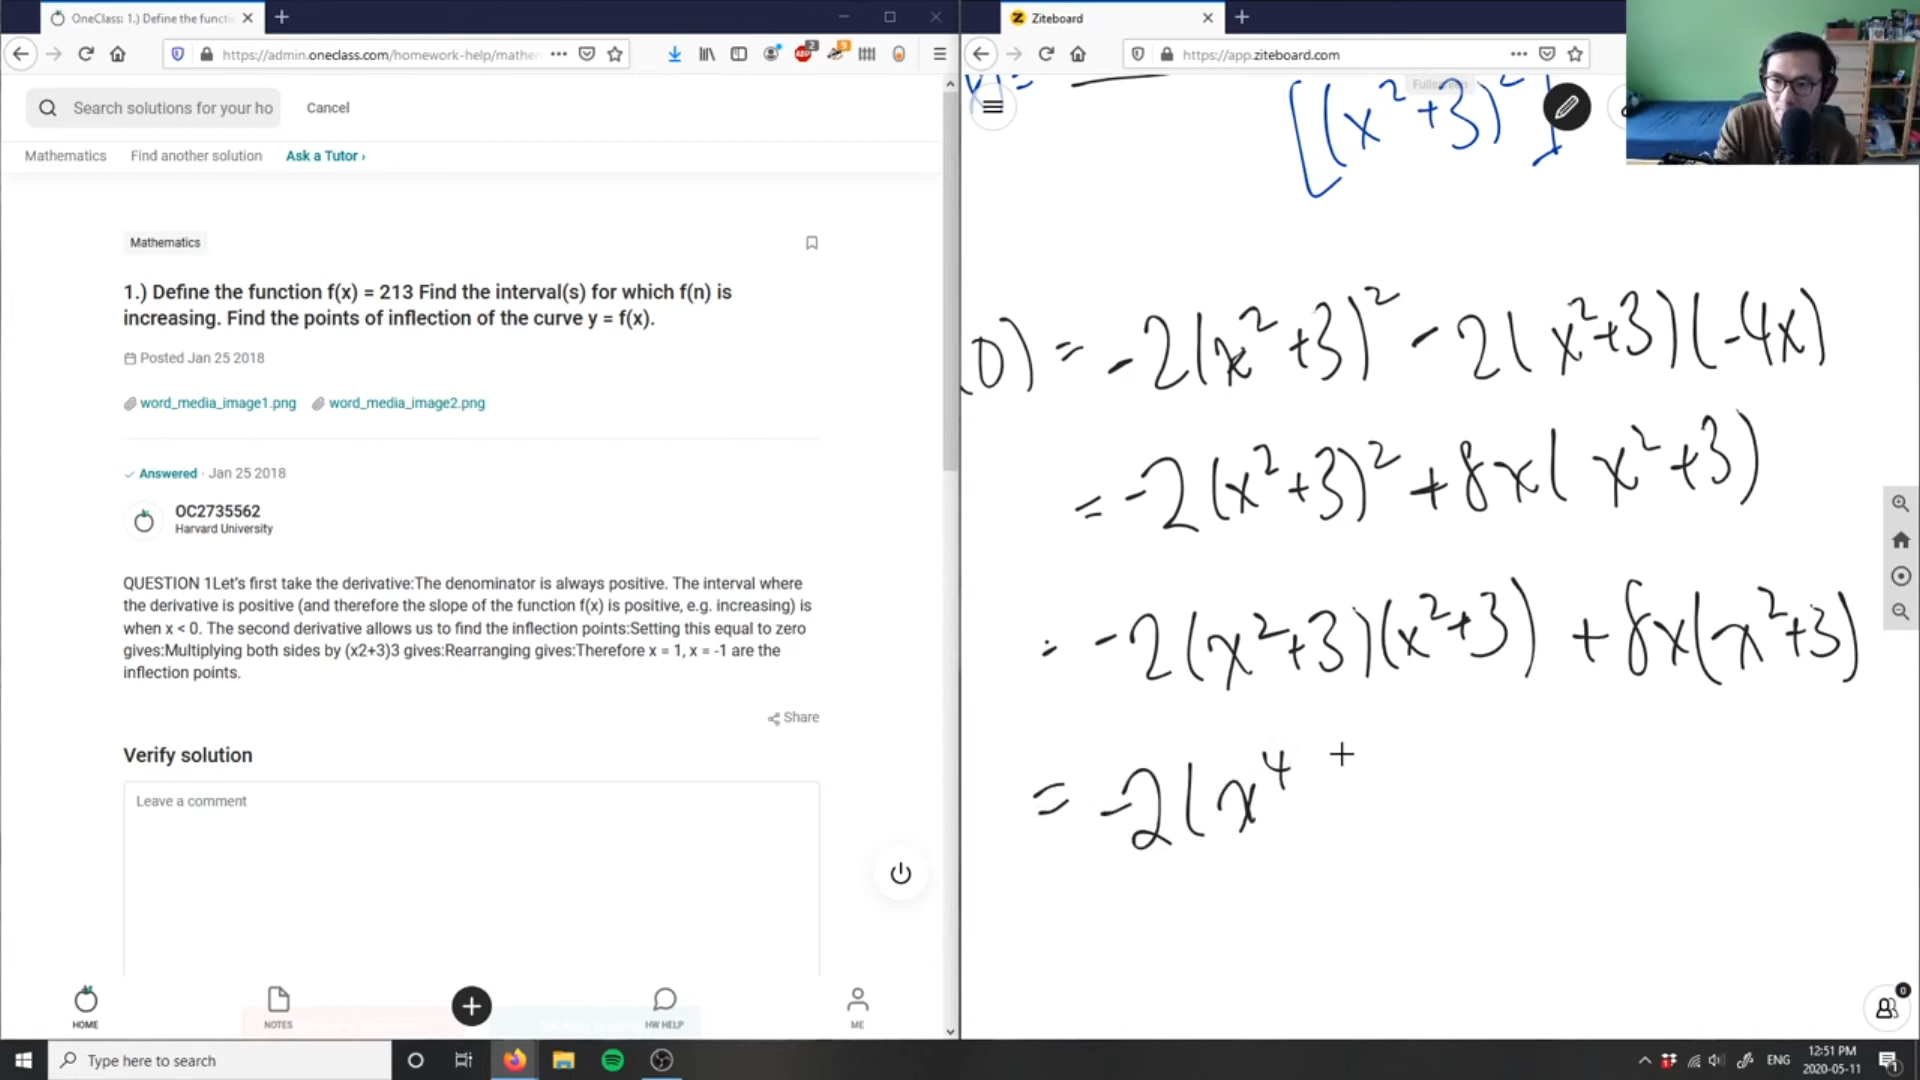 OneClass: 1.) Define the functi
https://admin.oneclass.com/homework-help/mathe
2
9
Search solutions for your ho
Cancel
Mathematics
Find another solution
Ask a Tutor ›
Mathematics
1.) Define the function f(x) = 213 Find the interval(s) for which f(n) is
increasing. Find the points of inflection of the curve y = f(x).
Posted Jan 25 2018
word_media_image1.png
word_media_image2.png
Answered · Jan 25 2018
OC2735562
Harvard University
QUESTION 1Let's first take the derivative:The denominator is always positive. The interval where
the derivative is positive (and therefore the slope of the function f(x) is positive, e.g. increasing) is
when x < 0. The second derivative allows us to find the inflection points:Setting this equal to zero
gives:Multiplying both sides by (x2+3)3 gives:Rearranging gives:Therefore x = 1, x = -1 are the
inflection points.
Share
Verify solution
Leave a comment
HOME
NOTES
HW HELP
ME
Ziteboard
https://app.ziteboard.com
Fullscreen
[(x²+3)²]
(0) = -2(x²+3)² - 2(x²+3)(-4x)
= -2(x²+3)² + 8x(x²+3)
= -2(x²+3)(x²+3) + 8x(x²+3)
= -2(x⁴ +
0
Type here to search
ENG
12:51 PM
2020-05-11
1